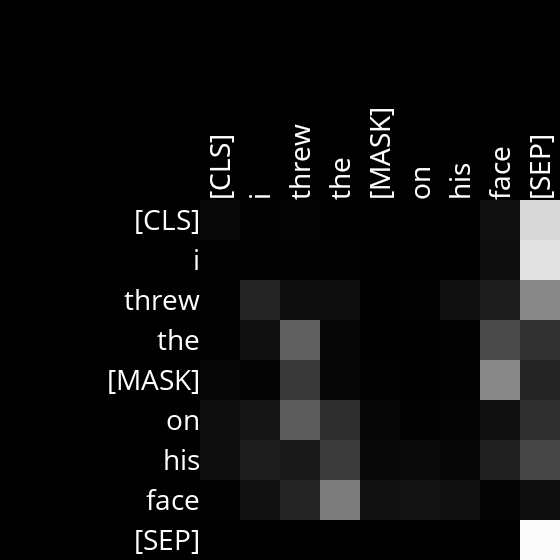 [CLS]
i
threw
the
[MASK]
on
his
face
[SEP]
[CLS]
i
threw
the
[MASK]
on
his
face
[SEP]